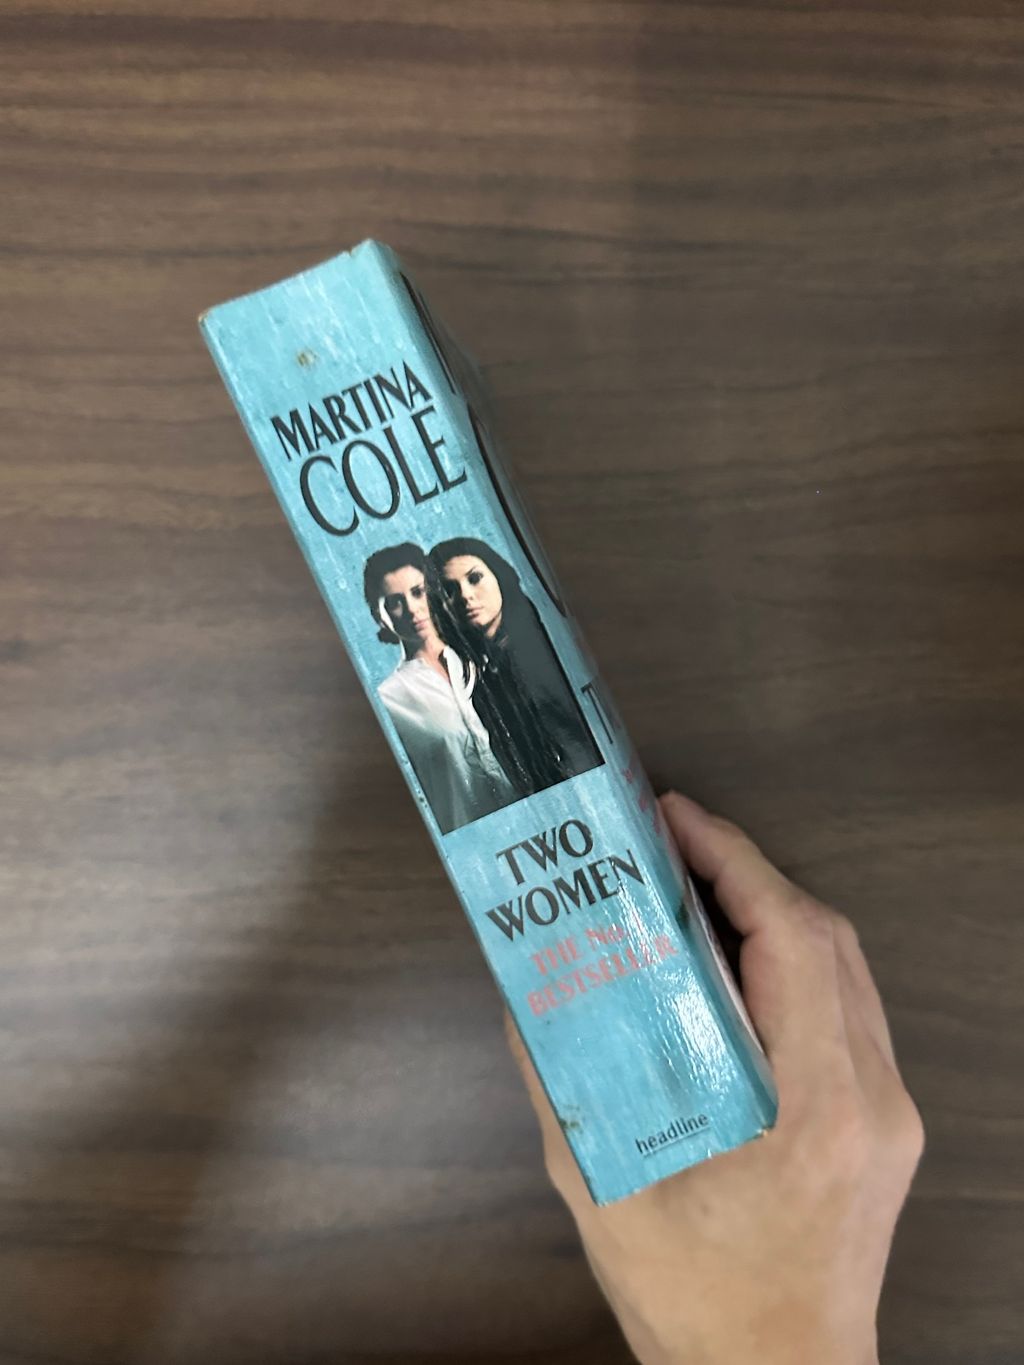 MARTINA
COLE
TWO
WOMEN
THE No. 1
BESTSELLER
headline